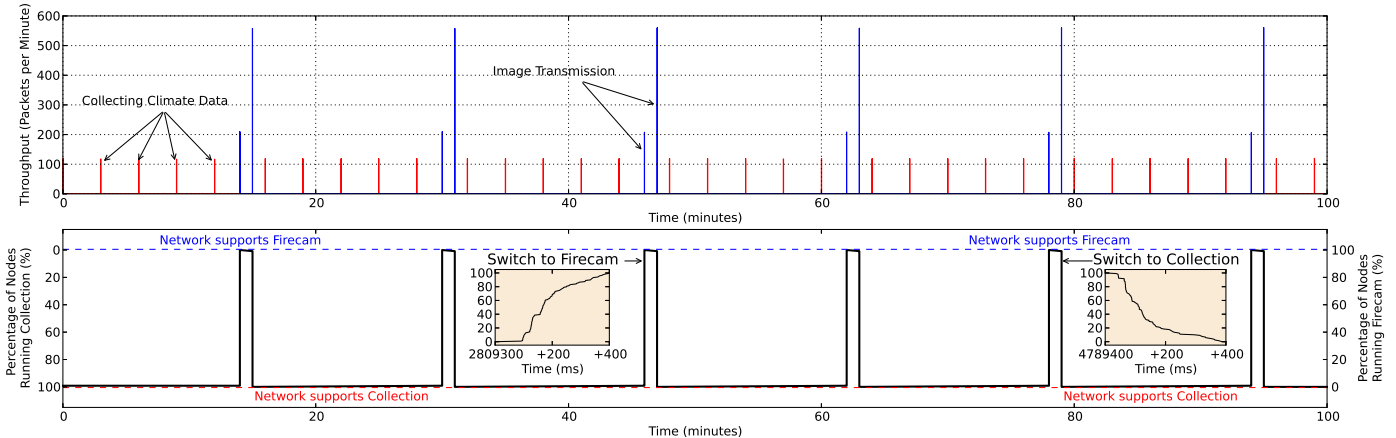 Throughput (Packets per Minute)
600
500
400
300
200
100
0
Collecting Climate Data
Image Transmission
0 20 40 60 80 100
Time (minutes)
Percentage of Nodes
Running Collection (%)
0
20
40
60
80
100
Network supports Firecam
Network supports Firecam
Switch to Firecam
100
80
60
40
20
0
2809300 +200 +400
Time (ms)
Switch to Collection
100
80
60
40
20
0
4789400 +200 +400
Time (ms)
Network supports Collection
Network supports Collection
100
80
60
40
20
0
Percentage of Nodes
Running Firecam (%)
0 20 40 60 80 100
Time (minutes)